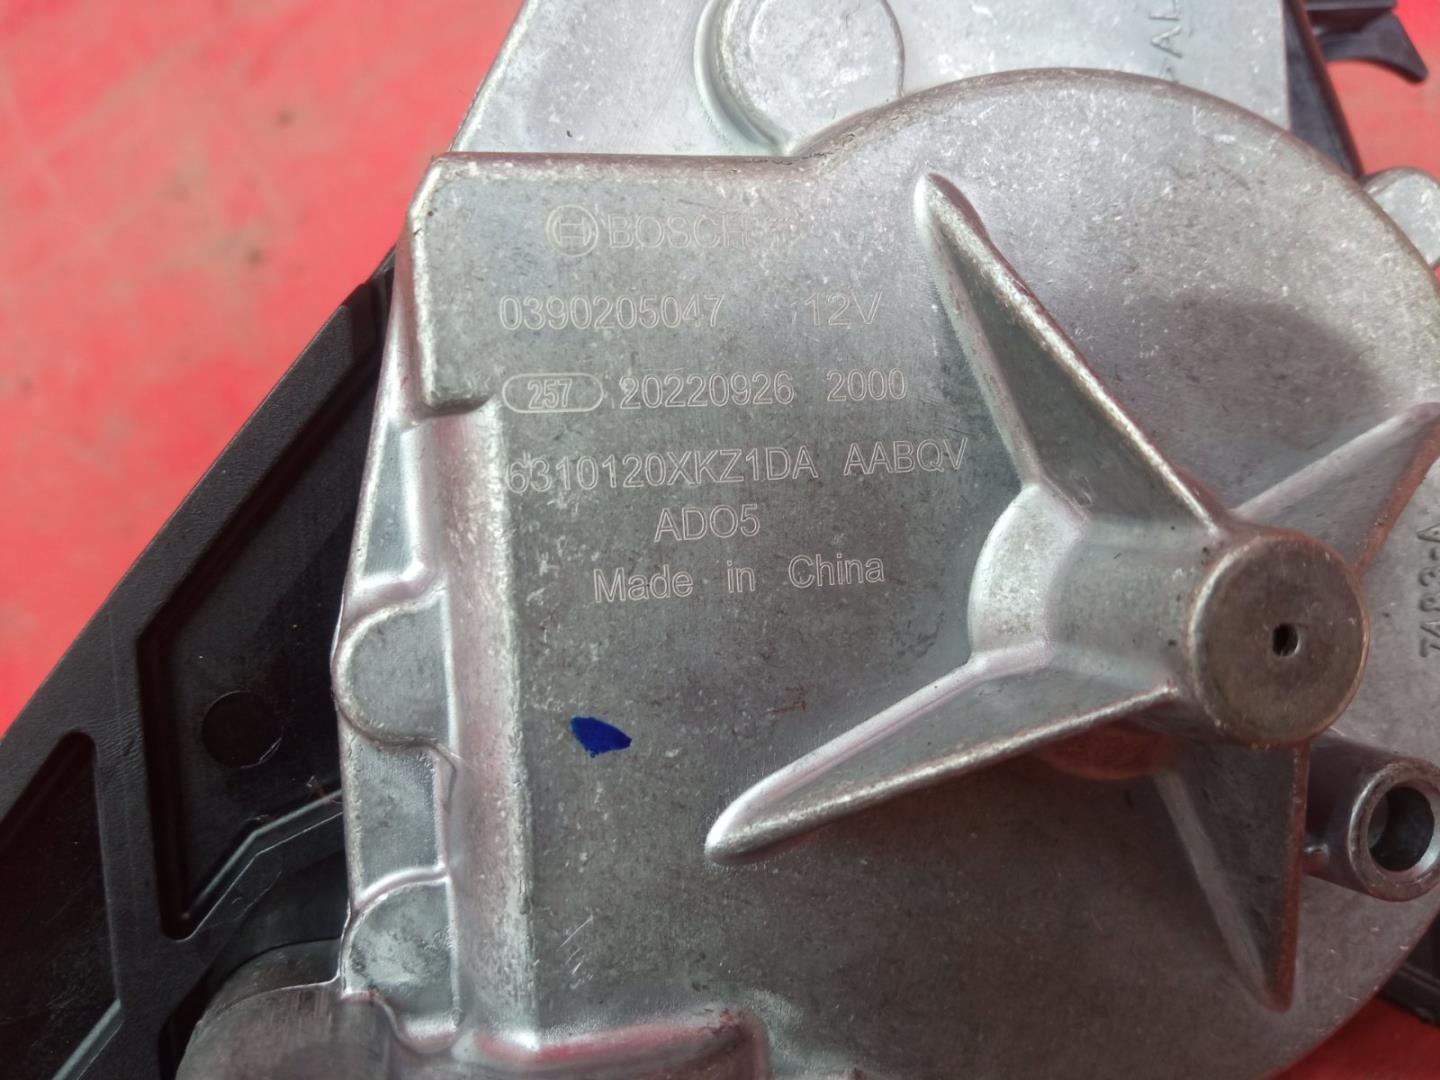 BOSCH
0390205047 12V
257 20220926 2000
6310120XKZ1DA AABQV
ADO5
Made in China